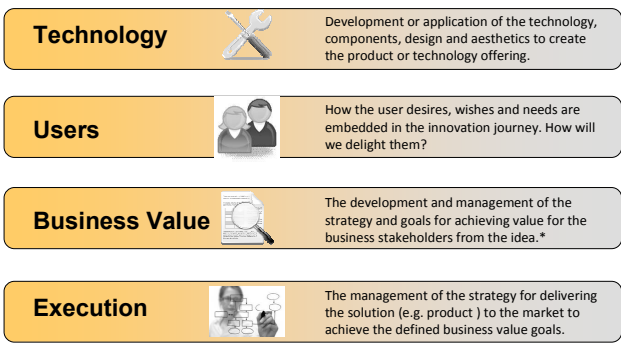 Technology
Development or application of the technology,
components, design and aesthetics to create
the product or technology offering.
Users
How the user desires, wishes and needs are
embedded in the innovation journey. How will
we delight them?
Business Value
The development and management of the
strategy and goals for achieving value for the
business stakeholders from the idea.*
Execution
The management of the strategy for delivering
the solution (e.g. product ) to the market to
achieve the defined business value goals.